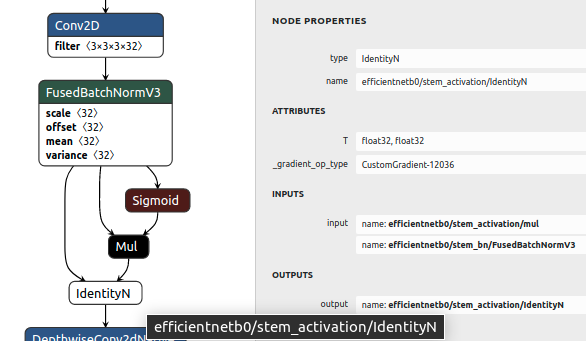 Conv2D
filter ⟨3×3×3×32⟩
FusedBatchNormV3
scale ⟨32⟩
offset ⟨32⟩
mean ⟨32⟩
variance ⟨32⟩
Sigmoid
Mul
IdentityN
efficientnetb0/stem_activation/IdentityN
NODE PROPERTIES
type IdentityN
name efficientnetb0/stem_activation/IdentityN
ATTRIBUTES
T float32, float32
_gradient_op_type CustomGradient-12036
INPUTS
input name: efficientnetb0/stem_activation/mul
name: efficientnetb0/stem_bn/FusedBatchNormV3
OUTPUTS
output name: efficientnetb0/stem_activation/IdentityN